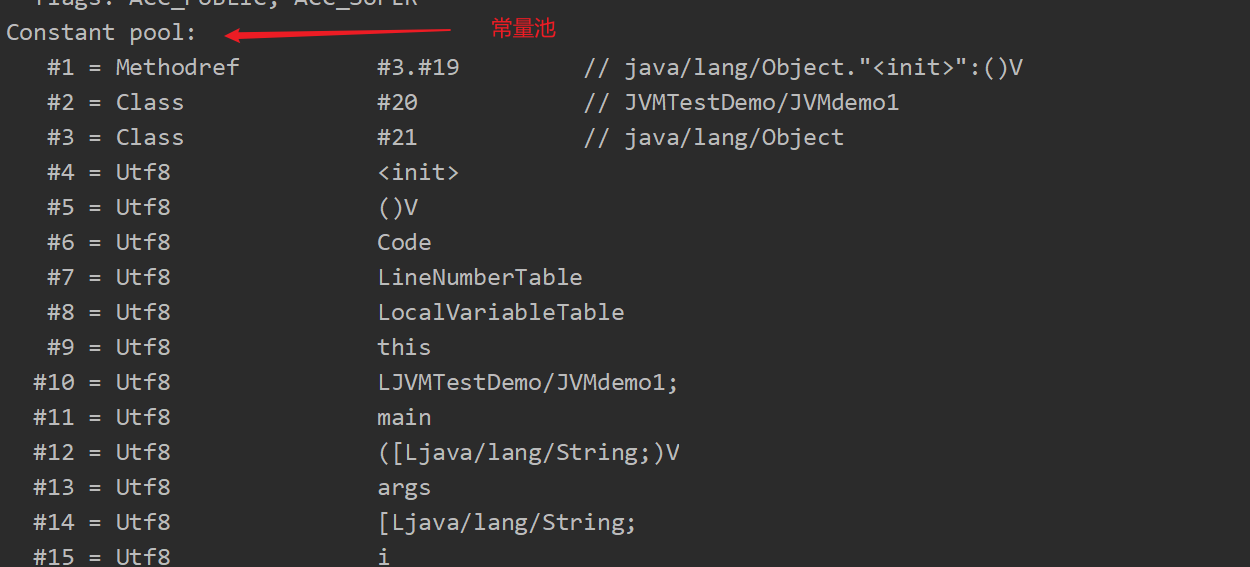 flags: ACC_PUBLIC, ACC_SUPER
Constant pool: 常量池
#1 = Methodref #3.#19 // java/lang/Object."<init>":()V
#2 = Class #20 // JVMTestDemo/JVMdemo1
#3 = Class #21 // java/lang/Object
#4 = Utf8 <init>
#5 = Utf8 ()V
#6 = Utf8 Code
#7 = Utf8 LineNumberTable
#8 = Utf8 LocalVariableTable
#9 = Utf8 this
#10 = Utf8 LJVMTestDemo/JVMdemo1;
#11 = Utf8 main
#12 = Utf8 ([Ljava/lang/String;)V
#13 = Utf8 args
#14 = Utf8 [Ljava/lang/String;
#15 = Utf8 i